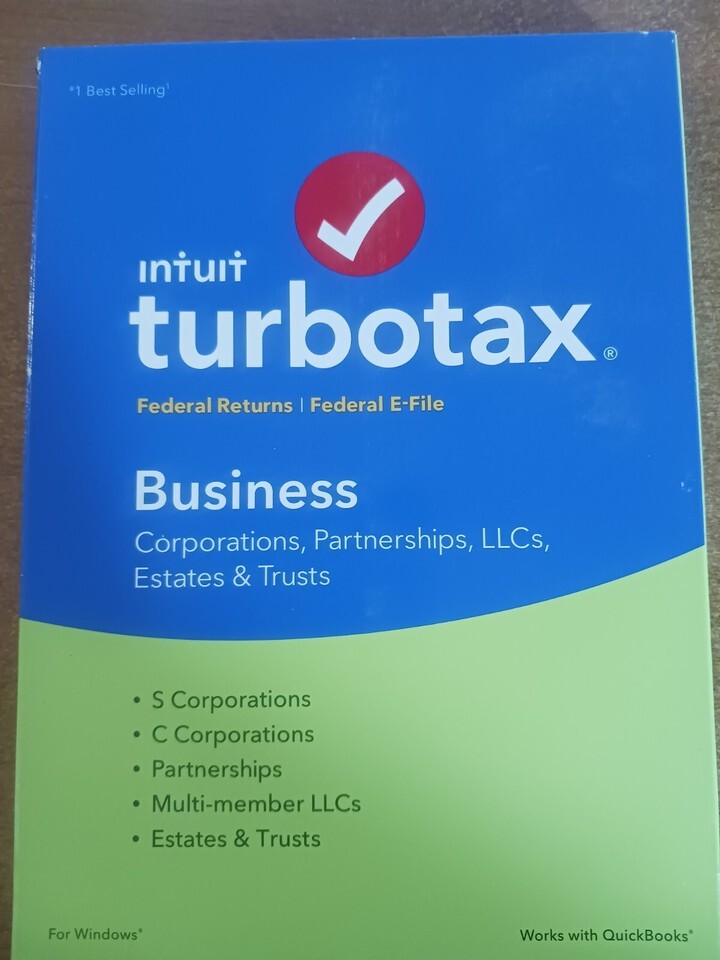 #1 Best Selling¹
intuit
turbotax®
Federal Returns | Federal E-File
Business
Corporations, Partnerships, LLCs,
Estates & Trusts
• S Corporations
• C Corporations
• Partnerships
• Multi-member LLCs
• Estates & Trusts
For Windows®
Works with QuickBooks®